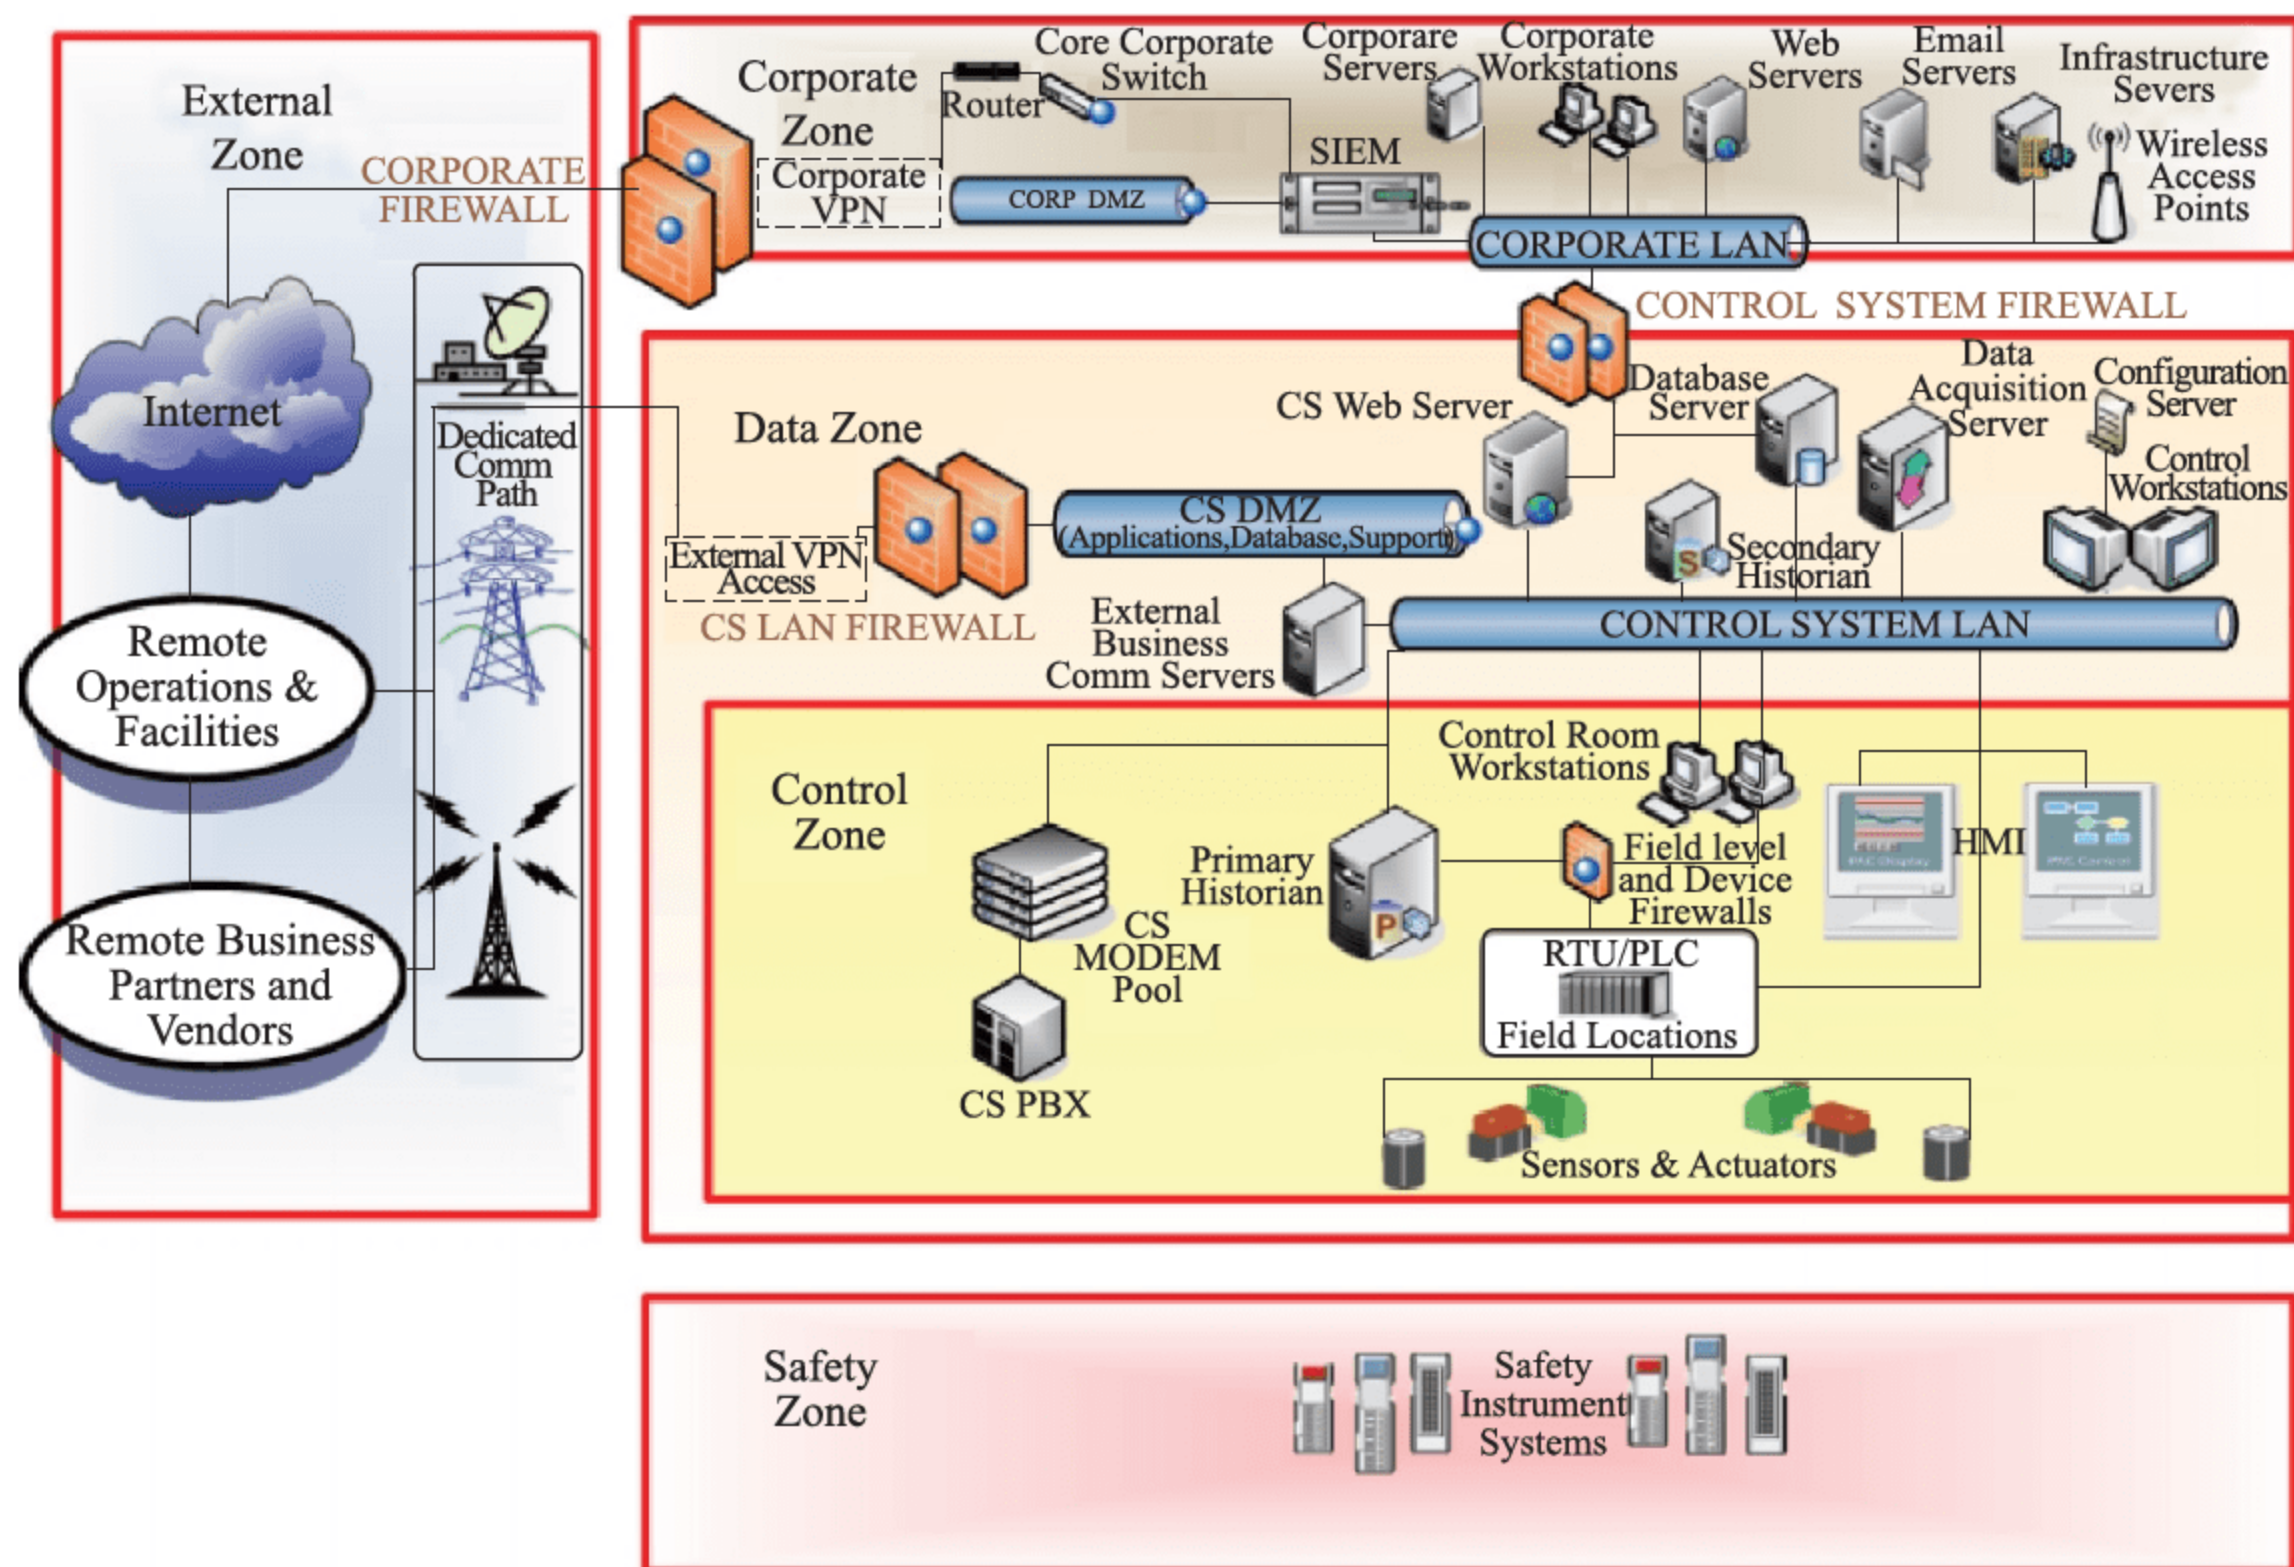 External
Zone
CORPORATE
FIREWALL
Internet
Dedicated
Comm
Path
Remote
Operations &
Facilities
Remote Business
Partners and
Vendors
Corporate
Zone
Router
Core Corporate
Switch
Corporate
VPN
CORP DMZ
SIEM
Corporare
Servers
Corporate
Workstations
Web
Servers
Email
Servers
Infrastructure
Severs
Wireless
Access
Points
CORPORATE LAN
CONTROL SYSTEM FIREWALL
Data Zone
External VPN
Access
CS LAN FIREWALL
CS DMZ
(Applications,Database,Support)
CS Web Server
Database
Server
Data
Acquisition
Server
Configuration
Server
Control
Workstations
S
Secondary
Historian
External
Business
Comm Servers
CONTROL SYSTEM LAN
Control
Zone
Control Room
Workstations
Primary
Historian
P
Field level
and Device
Firewalls
HMI
CS
MODEM
Pool
CS PBX
RTU/PLC
Field Locations
Sensors & Actuators
Safety
Zone
Safety
Instrument
Systems